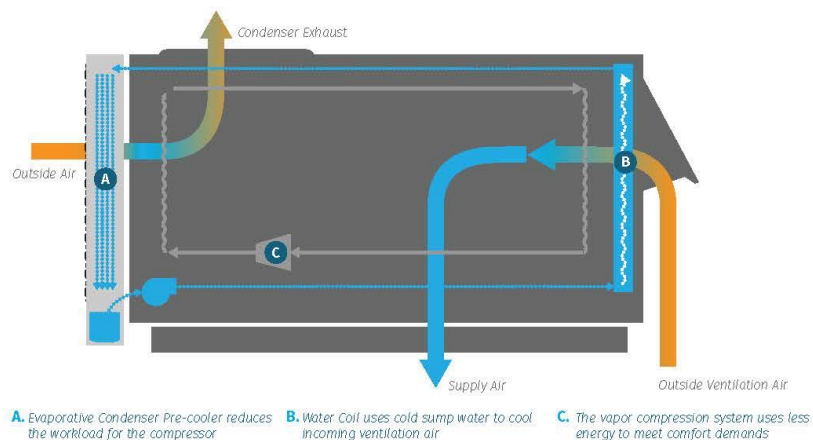 Condenser Exhaust
Outside Air
A
B
C
Supply Air
Outside Ventilation Air
A. Evaporative Condenser Pre-cooler reduces
the workload for the compressor
B. Water Coil uses cold sump water to cool
incoming ventilation air
C. The vapor compression system uses less
energy to meet comfort demands